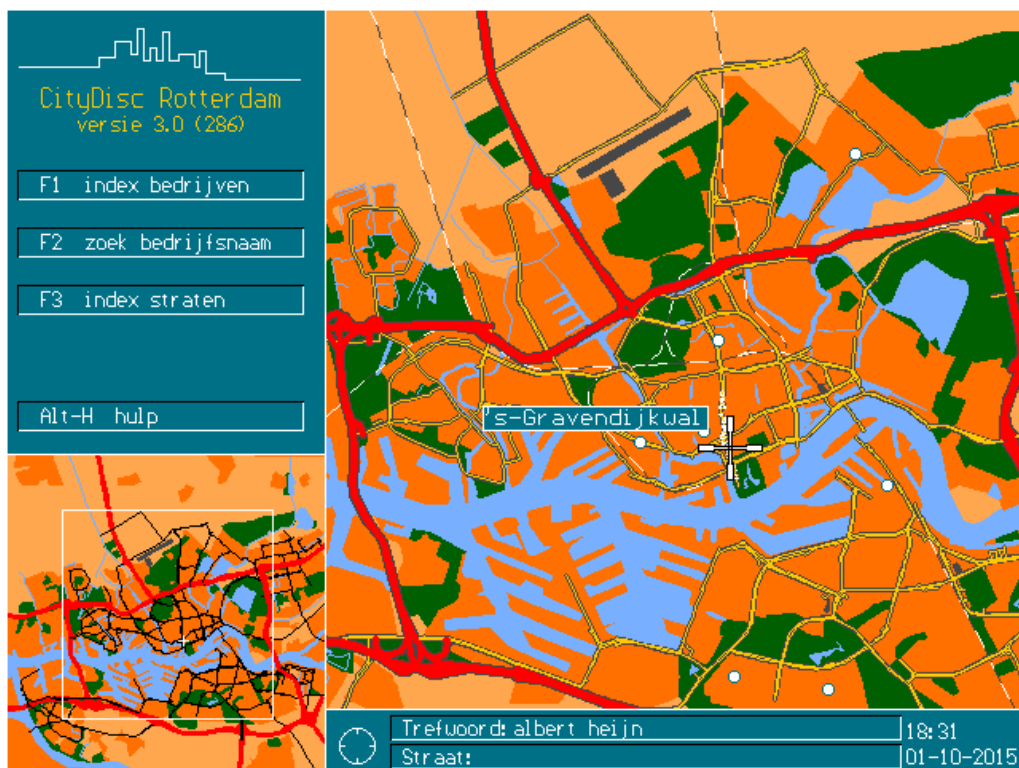 CityDisc Rotterdam
versie 3.0 (286)
F1 index bedrijven
F2 zoek bedrijfsnaam
F3 index straten
Alt-H hulp
's-Gravendijkwal
Trefwoord: albert heijn
18:31
Straat:
01-10-2015